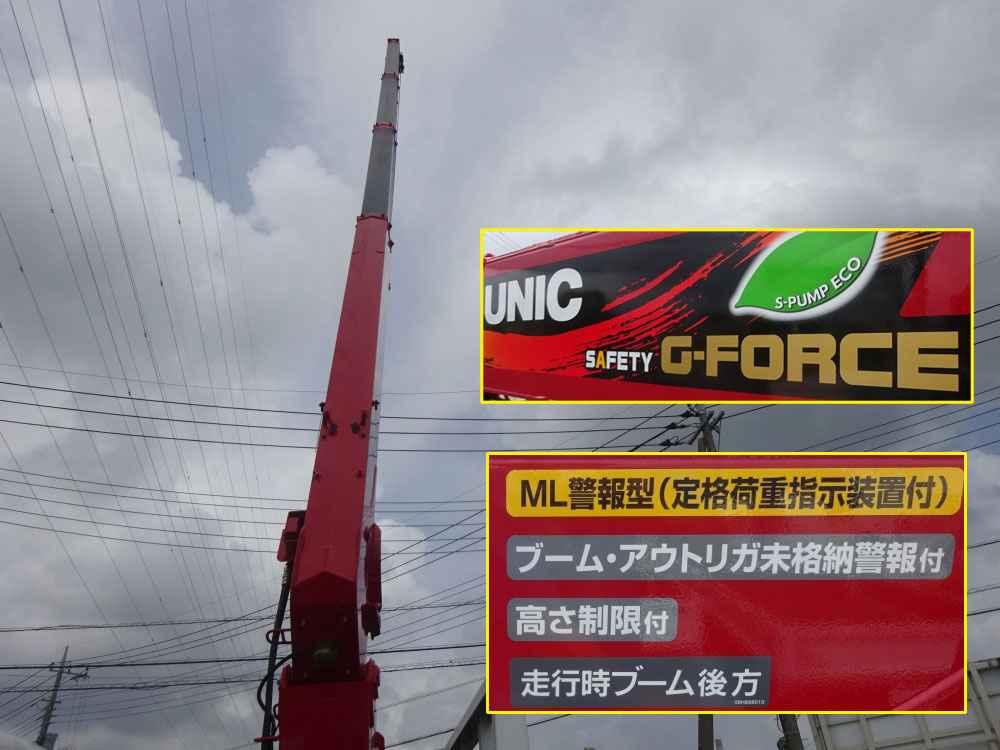 UNIC
S-PUMP ECO
SAFETY G-FORCE
ML警報型(定格荷重指示装置付)
ブーム・アウトリガ未格納警報付
高さ制限付
走行時ブーム後方